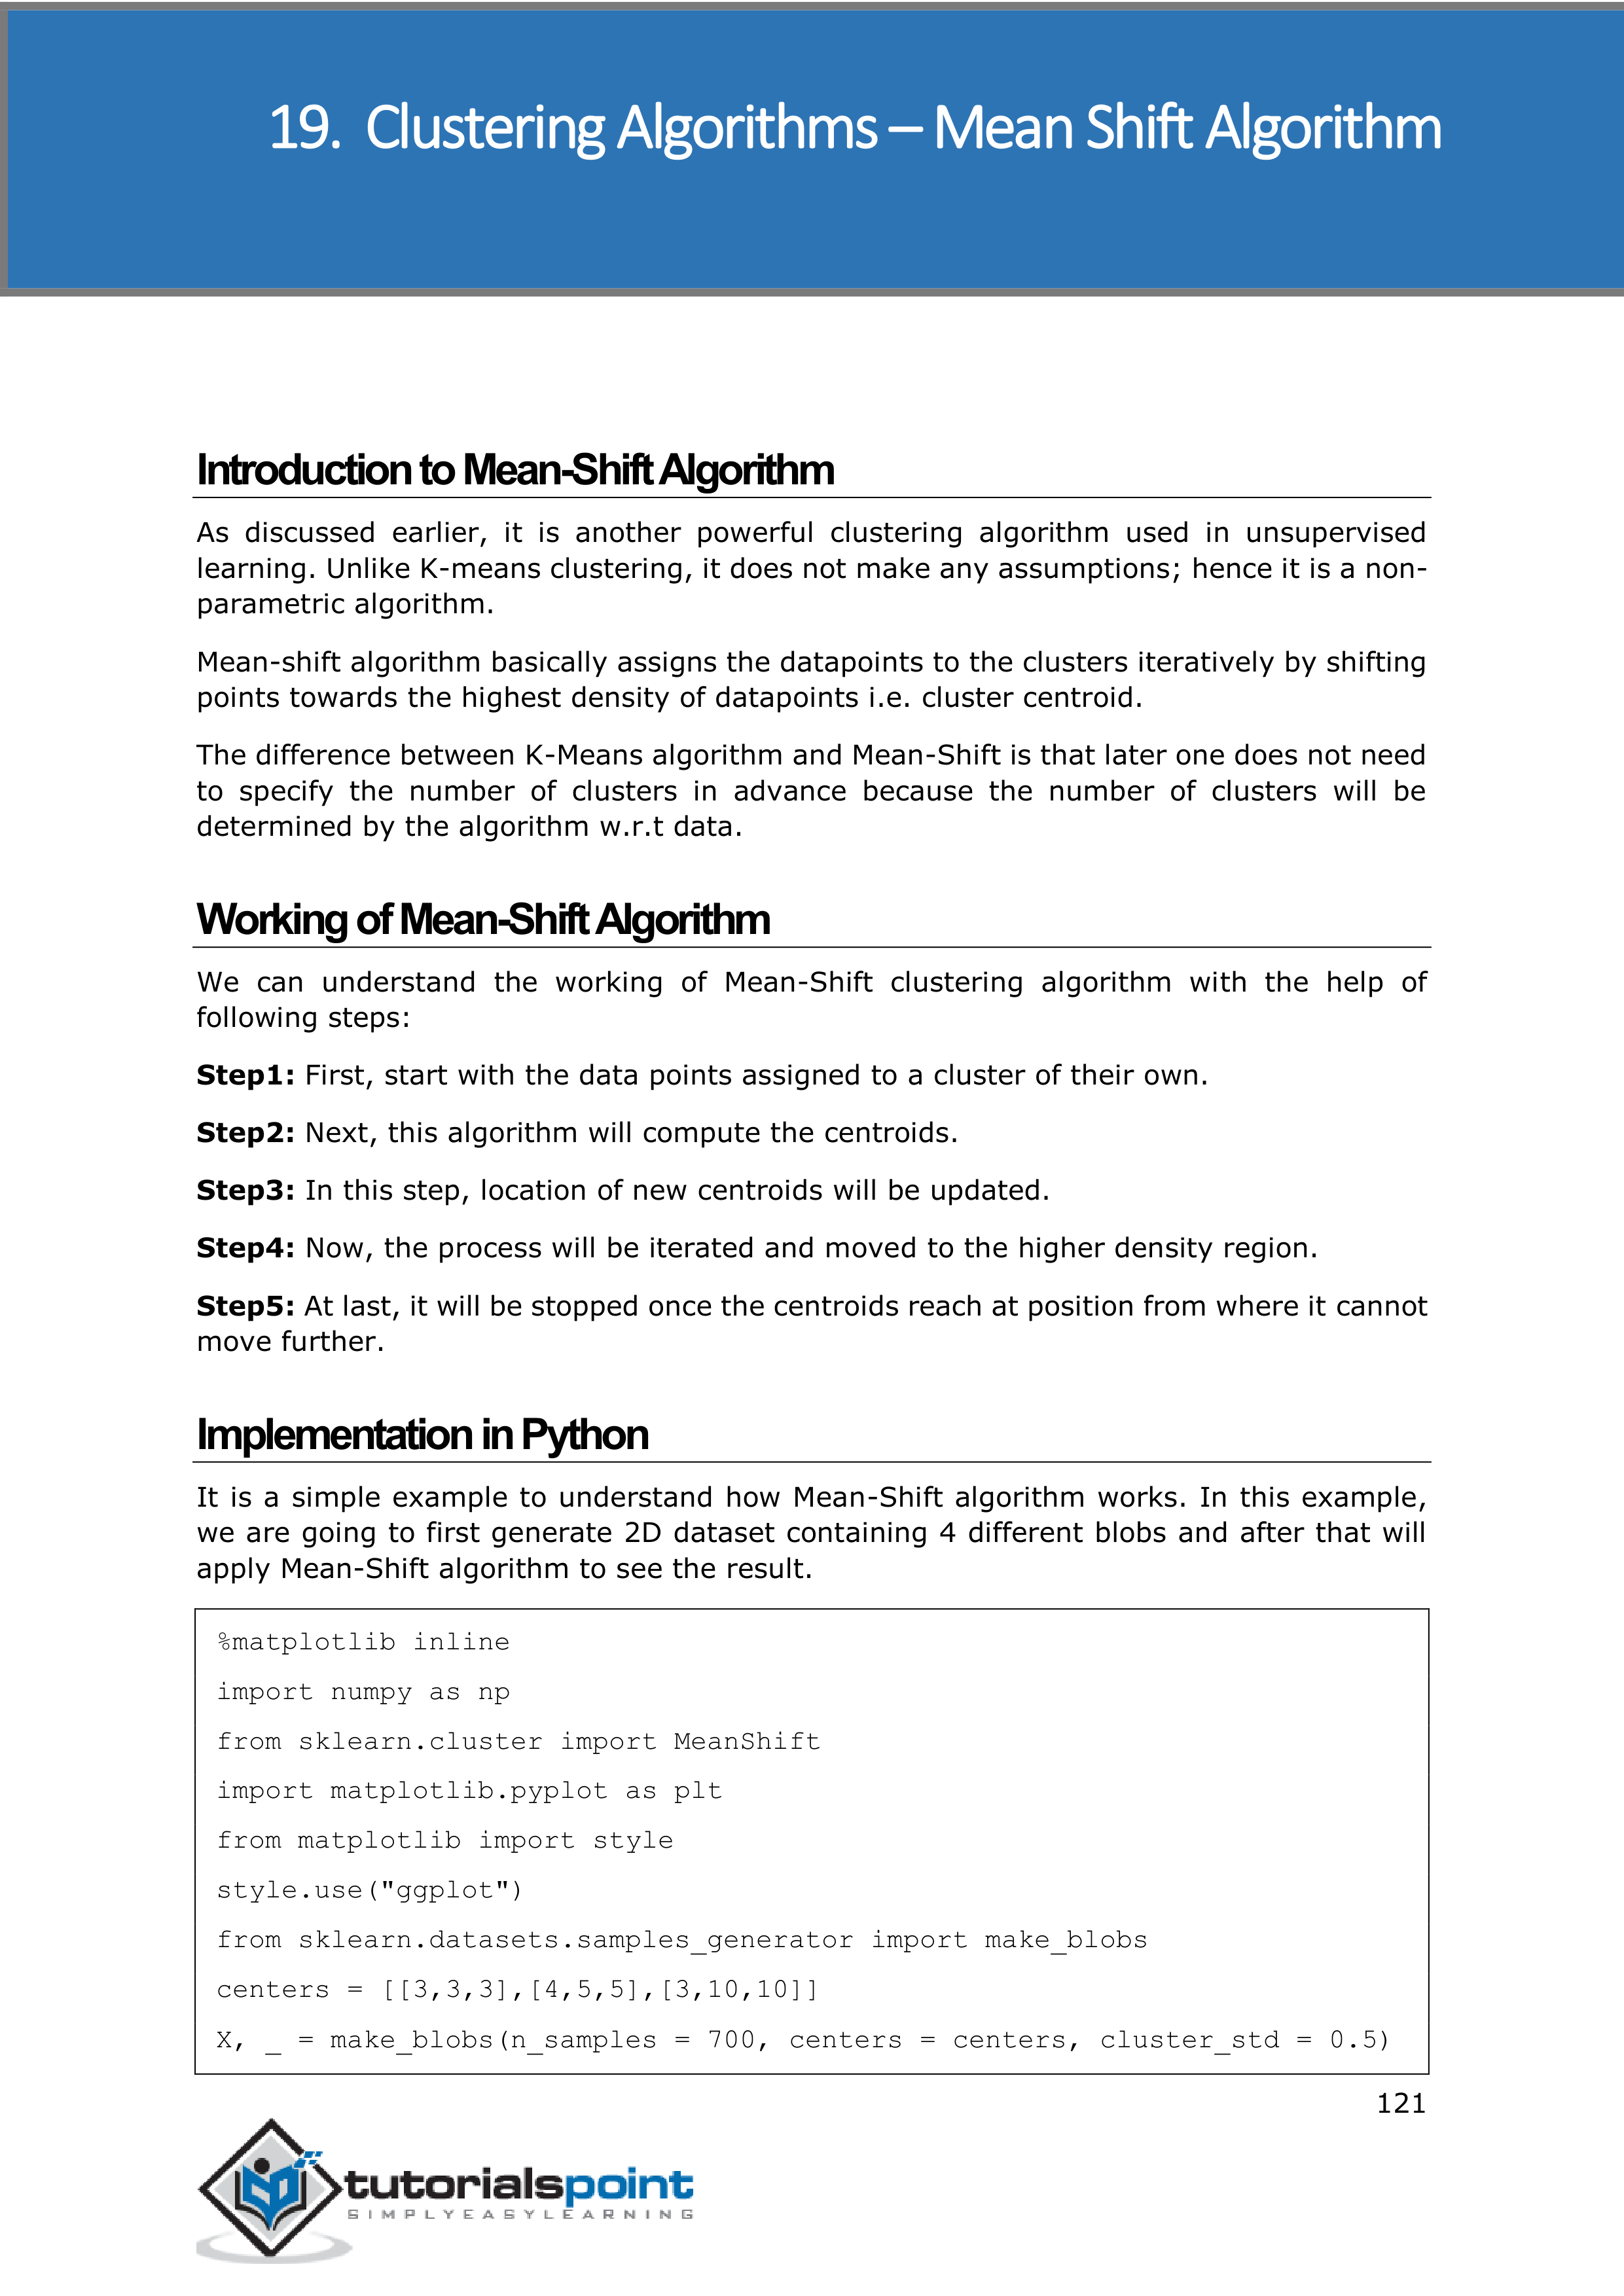 19. Clustering Algorithms – Mean Shift Algorithm
Introduction to Mean-Shift Algorithm
As discussed earlier, it is another powerful clustering algorithm used in unsupervised
learning. Unlike K-means clustering, it does not make any assumptions; hence it is a non-
parametric algorithm.
Mean-shift algorithm basically assigns the datapoints to the clusters iteratively by shifting
points towards the highest density of datapoints i.e. cluster centroid.
The difference between K-Means algorithm and Mean-Shift is that later one does not need
to specify the number of clusters in advance because the number of clusters will be
determined by the algorithm w.r.t data.
Working of Mean-Shift Algorithm
We can understand the working of Mean-Shift clustering algorithm with the help of
following steps:
Step1: First, start with the data points assigned to a cluster of their own.
Step2: Next, this algorithm will compute the centroids.
Step3: In this step, location of new centroids will be updated.
Step4: Now, the process will be iterated and moved to the higher density region.
Step5: At last, it will be stopped once the centroids reach at position from where it cannot
move further.
Implementation in Python
It is a simple example to understand how Mean-Shift algorithm works. In this example,
we are going to first generate 2D dataset containing 4 different blobs and after that will
apply Mean-Shift algorithm to see the result.
%matplotlib inline
import numpy as np
from sklearn.cluster import MeanShift
import matplotlib.pyplot as plt
from matplotlib import style
style.use("ggplot")
from sklearn.datasets.samples_generator import make_blobs
centers = [[3,3,3],[4,5,5],[3,10,10]]
X, _ = make_blobs(n_samples = 700, centers = centers, cluster_std = 0.5)
121
tutorialspoint
SIMPLYEASYLEARNING